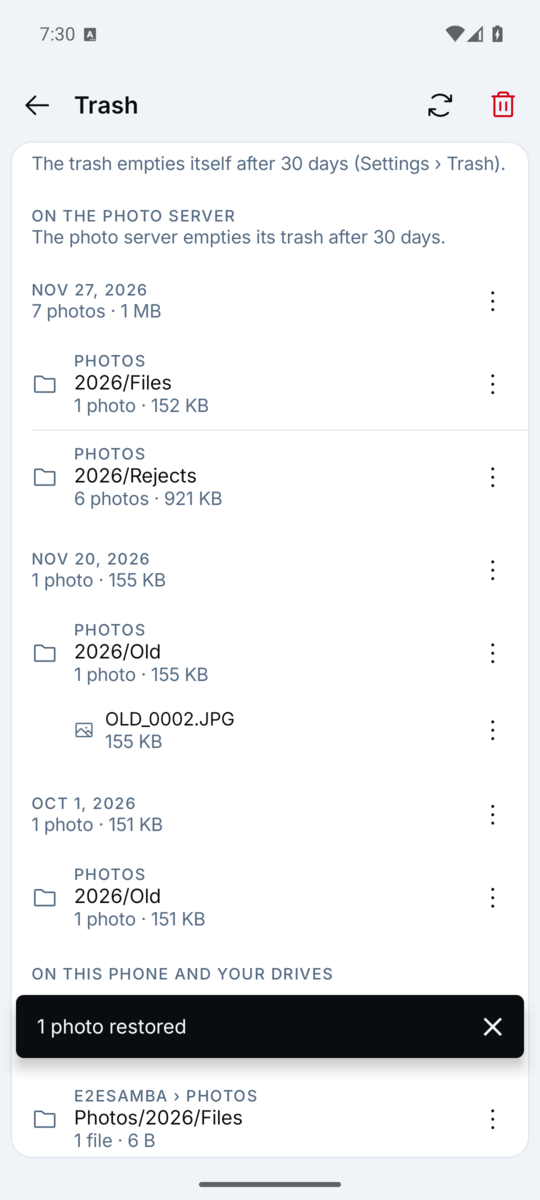 7:30
Trash
The trash empties itself after 30 days (Settings › Trash).
ON THE PHOTO SERVER
The photo server empties its trash after 30 days.
NOV 27, 2026
7 photos · 1 MB
PHOTOS
2026/Files
1 photo · 152 KB
PHOTOS
2026/Rejects
6 photos · 921 KB
NOV 20, 2026
1 photo · 155 KB
PHOTOS
2026/Old
1 photo · 155 KB
OLD_0002.JPG
155 KB
OCT 1, 2026
1 photo · 151 KB
PHOTOS
2026/Old
1 photo · 151 KB
ON THIS PHONE AND YOUR DRIVES
1 photo restored
E2ESAMBA › PHOTOS
Photos/2026/Files
1 file · 6 B